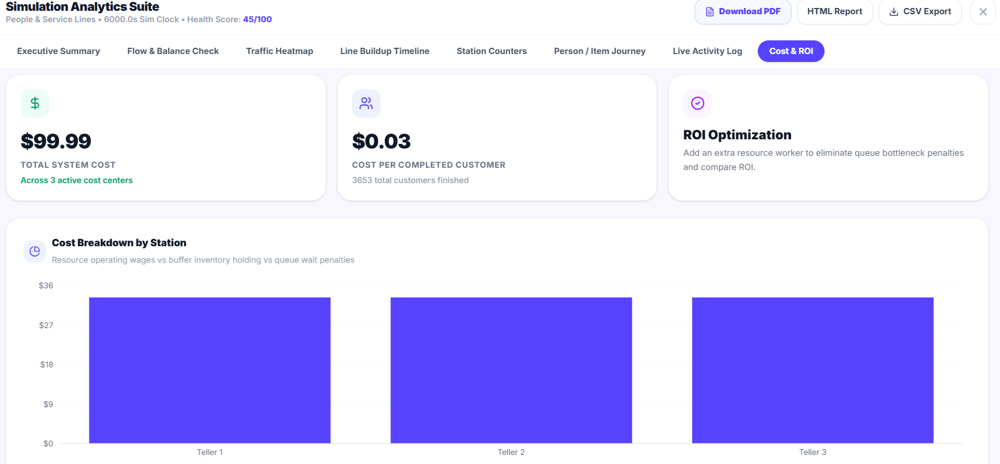 Simulation Analytics Suite
People & Service Lines • 6000.0s Sim Clock • Health Score: 45/100
Download PDF
HTML Report
CSV Export
Executive Summary
Flow & Balance Check
Traffic Heatmap
Line Buildup Timeline
Station Counters
Person / Item Journey
Live Activity Log
Cost & ROI
$99.99
TOTAL SYSTEM COST
Across 3 active cost centers
$0.03
COST PER COMPLETED CUSTOMER
3653 total customers finished
ROI Optimization
Add an extra resource worker to eliminate queue bottleneck penalties
and compare ROI.
Cost Breakdown by Station
Resource operating wages vs buffer inventory holding vs queue wait penalties
$36
$27
$18
$9
$0
Teller 1
Teller 2
Teller 3